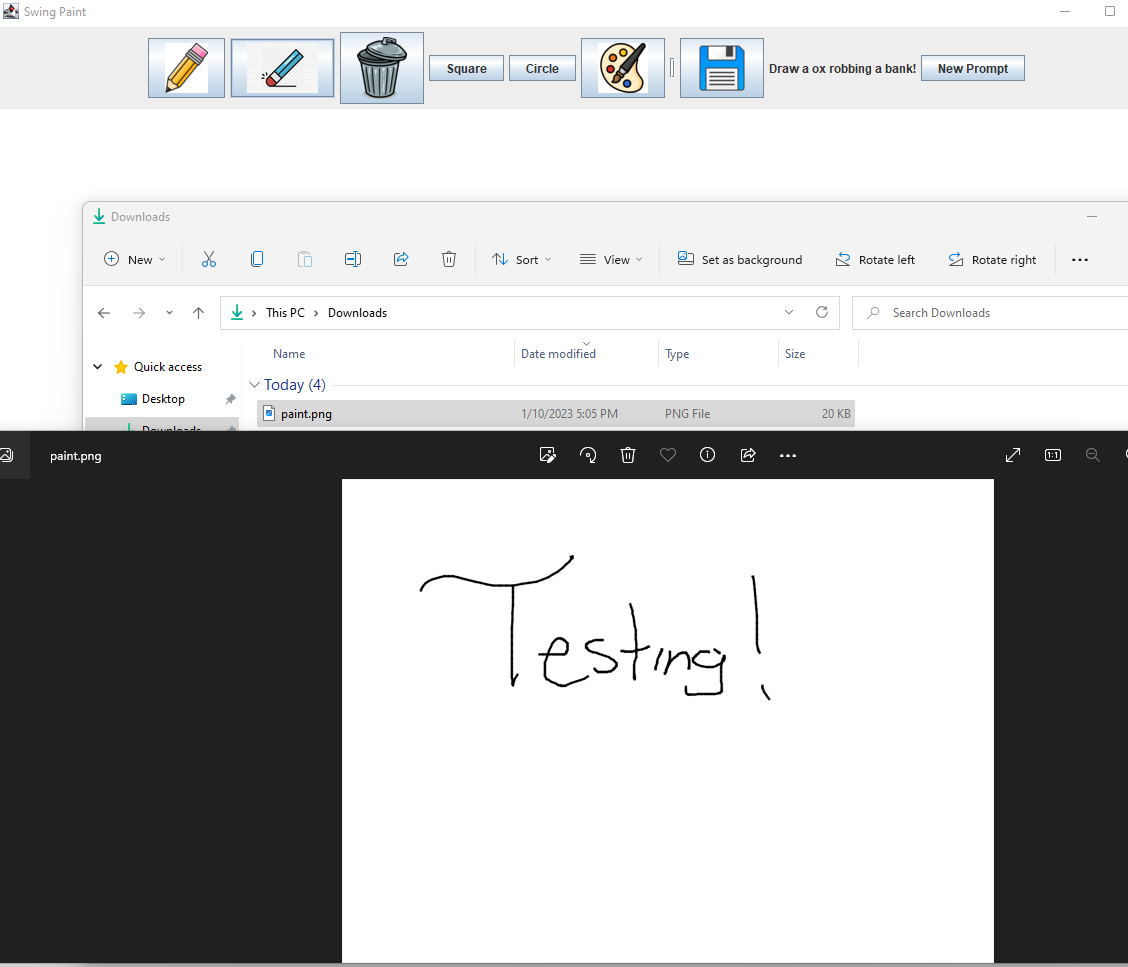 Swing Paint
Square
Circle
Draw a ox robbing a bank!
New Prompt
Downloads
New
Sort
View
Set as background
Rotate left
Rotate right
This PC
Downloads
Search Downloads
Name
Date modified
Type
Size
Quick access
Today (4)
Desktop
paint.png
1/10/2023 5:05 PM
PNG File
20 KB
Downloads
paint.png
1:1
Testing!